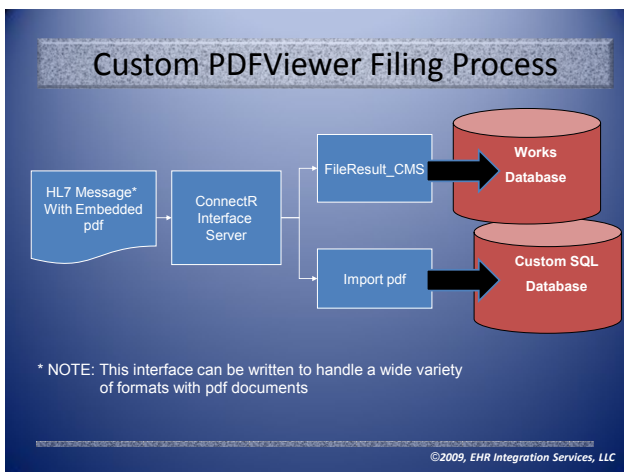 Custom PDFViewer Filing Process
HL7 Message*
With Embedded
pdf
ConnectR
Interface
Server
FileResult_CMS
Works
Database
Import pdf
Custom SQL
Database
* NOTE: This interface can be written to handle a wide variety
of formats with pdf documents
©2009, EHR Integration Services, LLC